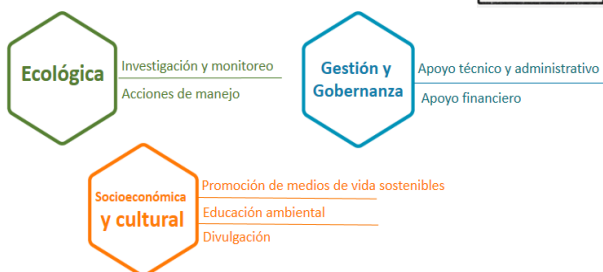 Ecológica
Investigación y monitoreo
Acciones de manejo
Gestión y
Gobernanza
Apoyo técnico y administrativo
Apoyo financiero
Socioeconómica
y cultural
Promoción de medios de vida sostenibles
Educación ambiental
Divulgación